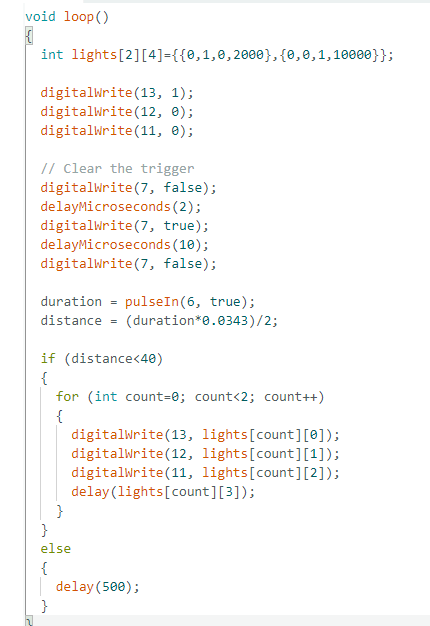 void loop()
{
int lights[2][4]={{0,1,0,2000},{0,0,1,10000}};
digitalWrite(13, 1);
digitalWrite(12, 0);
digitalWrite(11, 0);
// Clear the trigger
digitalWrite(7, false);
delayMicroseconds(2);
digitalWrite(7, true);
delayMicroseconds(10);
digitalWrite(7, false);
duration = pulseIn(6, true);
distance = (duration*0.0343)/2;
if (distance<40)
{
for (int count=0; count<2; count++)
{
digitalWrite(13, lights[count][0]);
digitalWrite(12, lights[count][1]);
digitalWrite(11, lights[count][2]);
delay(lights[count][3]);
}
}
else
{
delay(500);
}
}